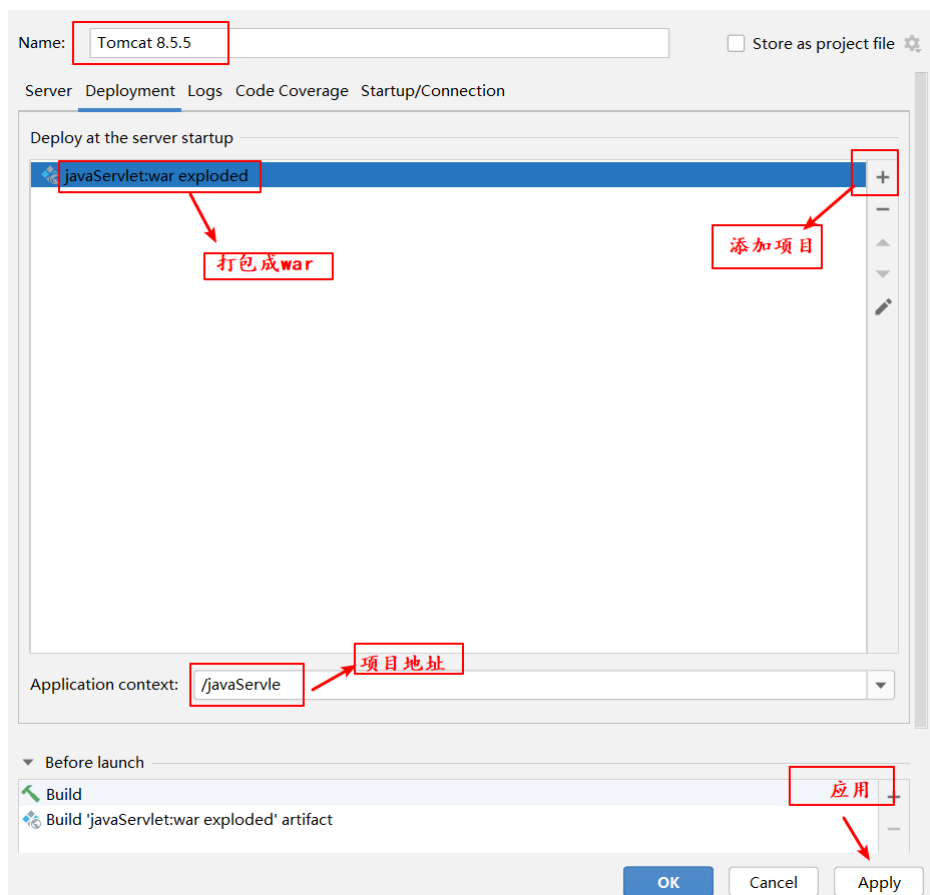 Name: Tomcat 8.5.5 Store as project file
Server Deployment Logs Code Coverage Startup/Connection
Deploy at the server startup
javaServlet:war exploded
添加项目
打包成war
项目地址
Application context: /javaServle
Before launch
应用
Build
Build 'javaServlet:war exploded' artifact
OK Cancel Apply